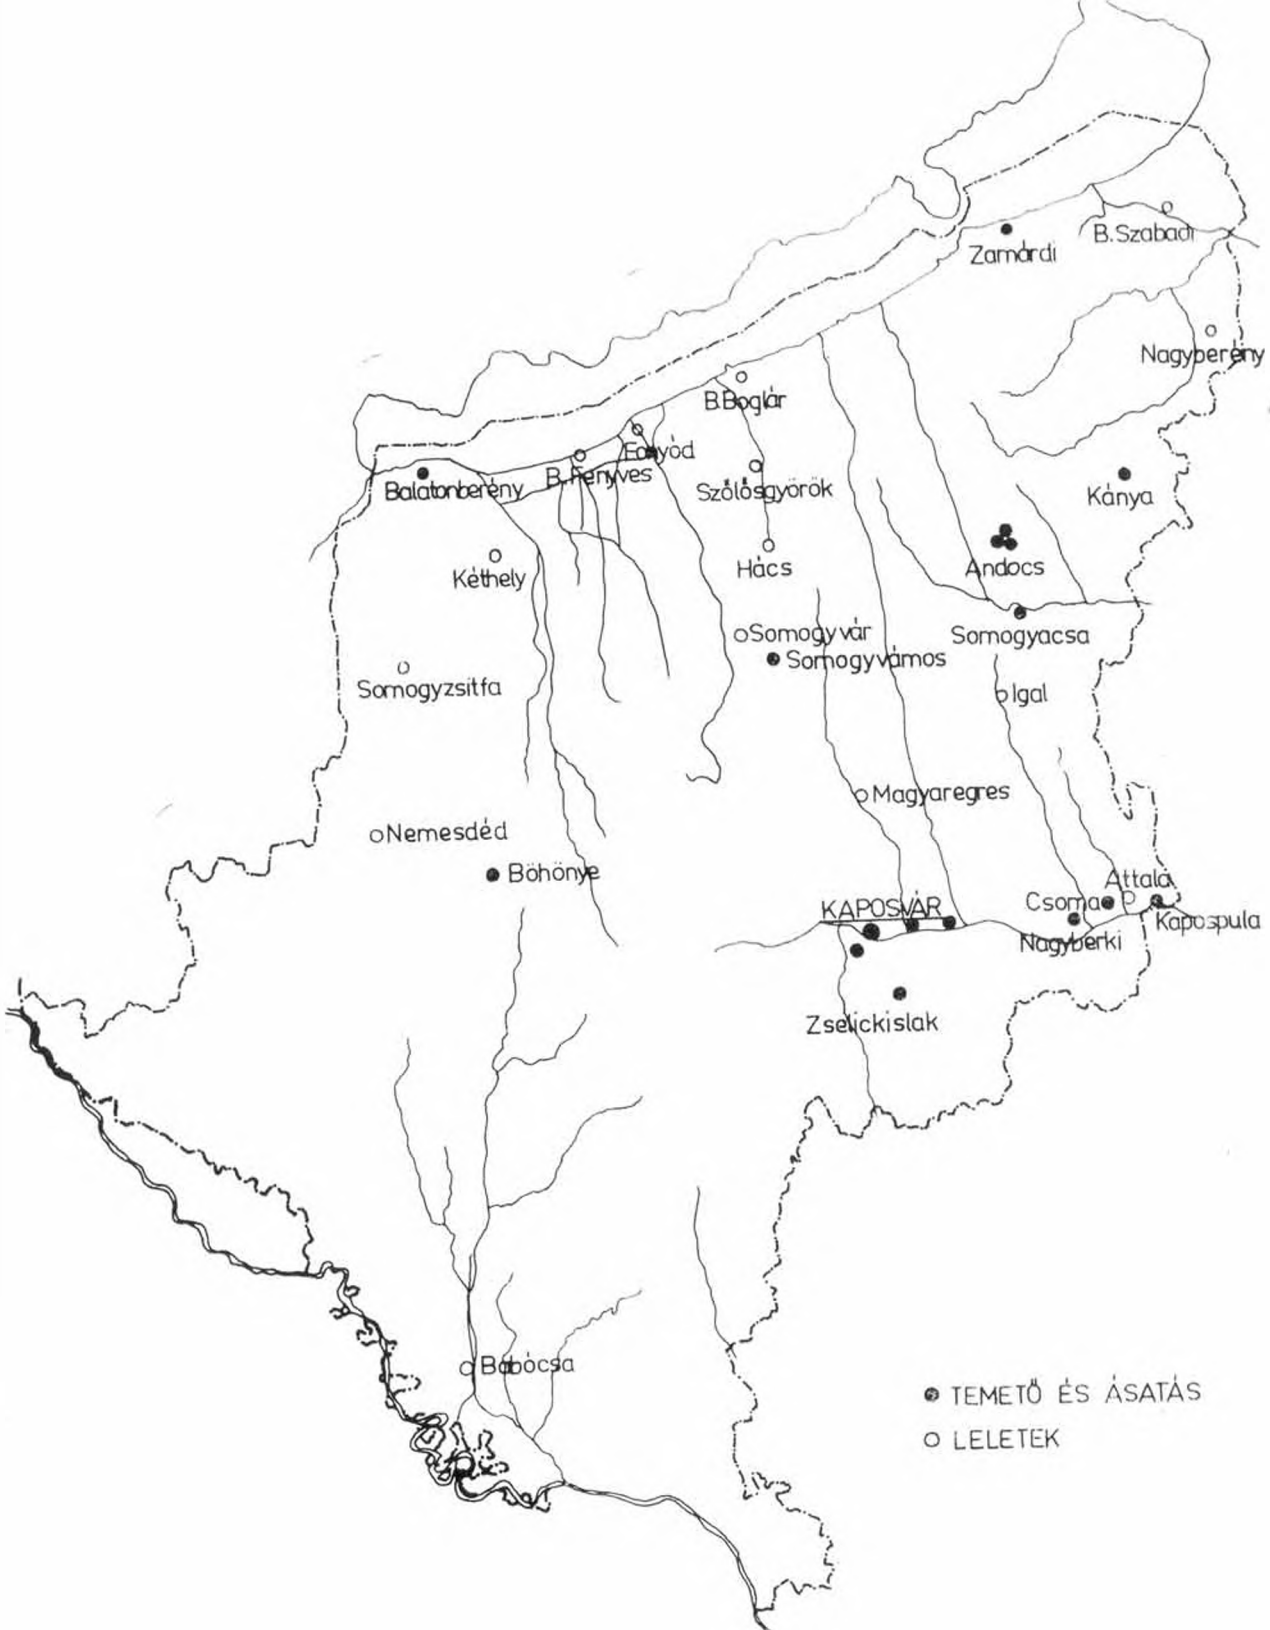 Zamárdi
B.Szabadi
Nagyberény
B.Boglár
Fonyód
B.Fenyves
Balatonberény
Szőlősgyörök
Kánya
Kéthely
Hács
Andocs
Somogyvár
Somogyacsa
Somogyvámos
Somogyzsitfa
Igal
Magyaregres
Nemesdéd
Böhönye
Attala
Csoma
KAPOSVÁR
Kapospula
Nagyberki
Zselickislak
Babócsa
TEMETŐ ÉS ÁSATÁS
LELETEK